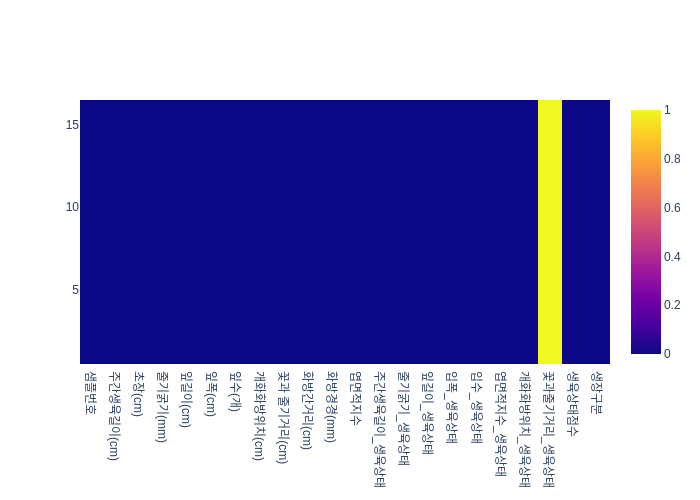 15
10
5
1
0.8
0.6
0.4
0.2
0
샘플번호
주간생육길이(cm)
초장(cm)
줄기굵기(mm)
잎길이(cm)
잎폭(cm)
잎수(개)
개화화방위치(cm)
꽃과 줄기거리(cm)
화방간거리(cm)
화방경경(mm)
엽면적지수
주간생육길이_생육상태
줄기굵기_생육상태
잎길이_생육상태
잎폭_생육상태
잎수_생육상태
엽면적지수_생육상태
개화화방위치_생육상태
꽃과줄기거리_생육상태
생육상태점수
생장구분